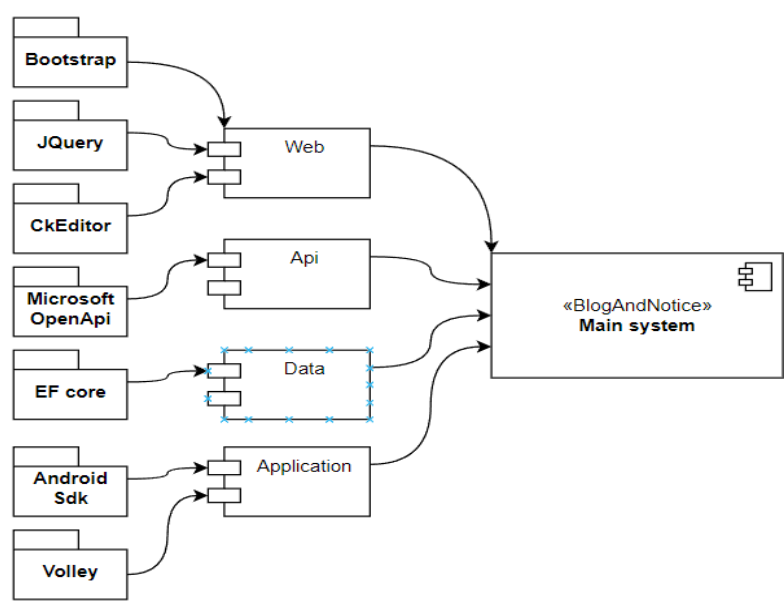 Bootstrap
JQuery
CkEditor
Microsoft
OpenApi
EF core
Android
Sdk
Volley
Web
Api
Data
Application
«BlogAndNotice»
Main system